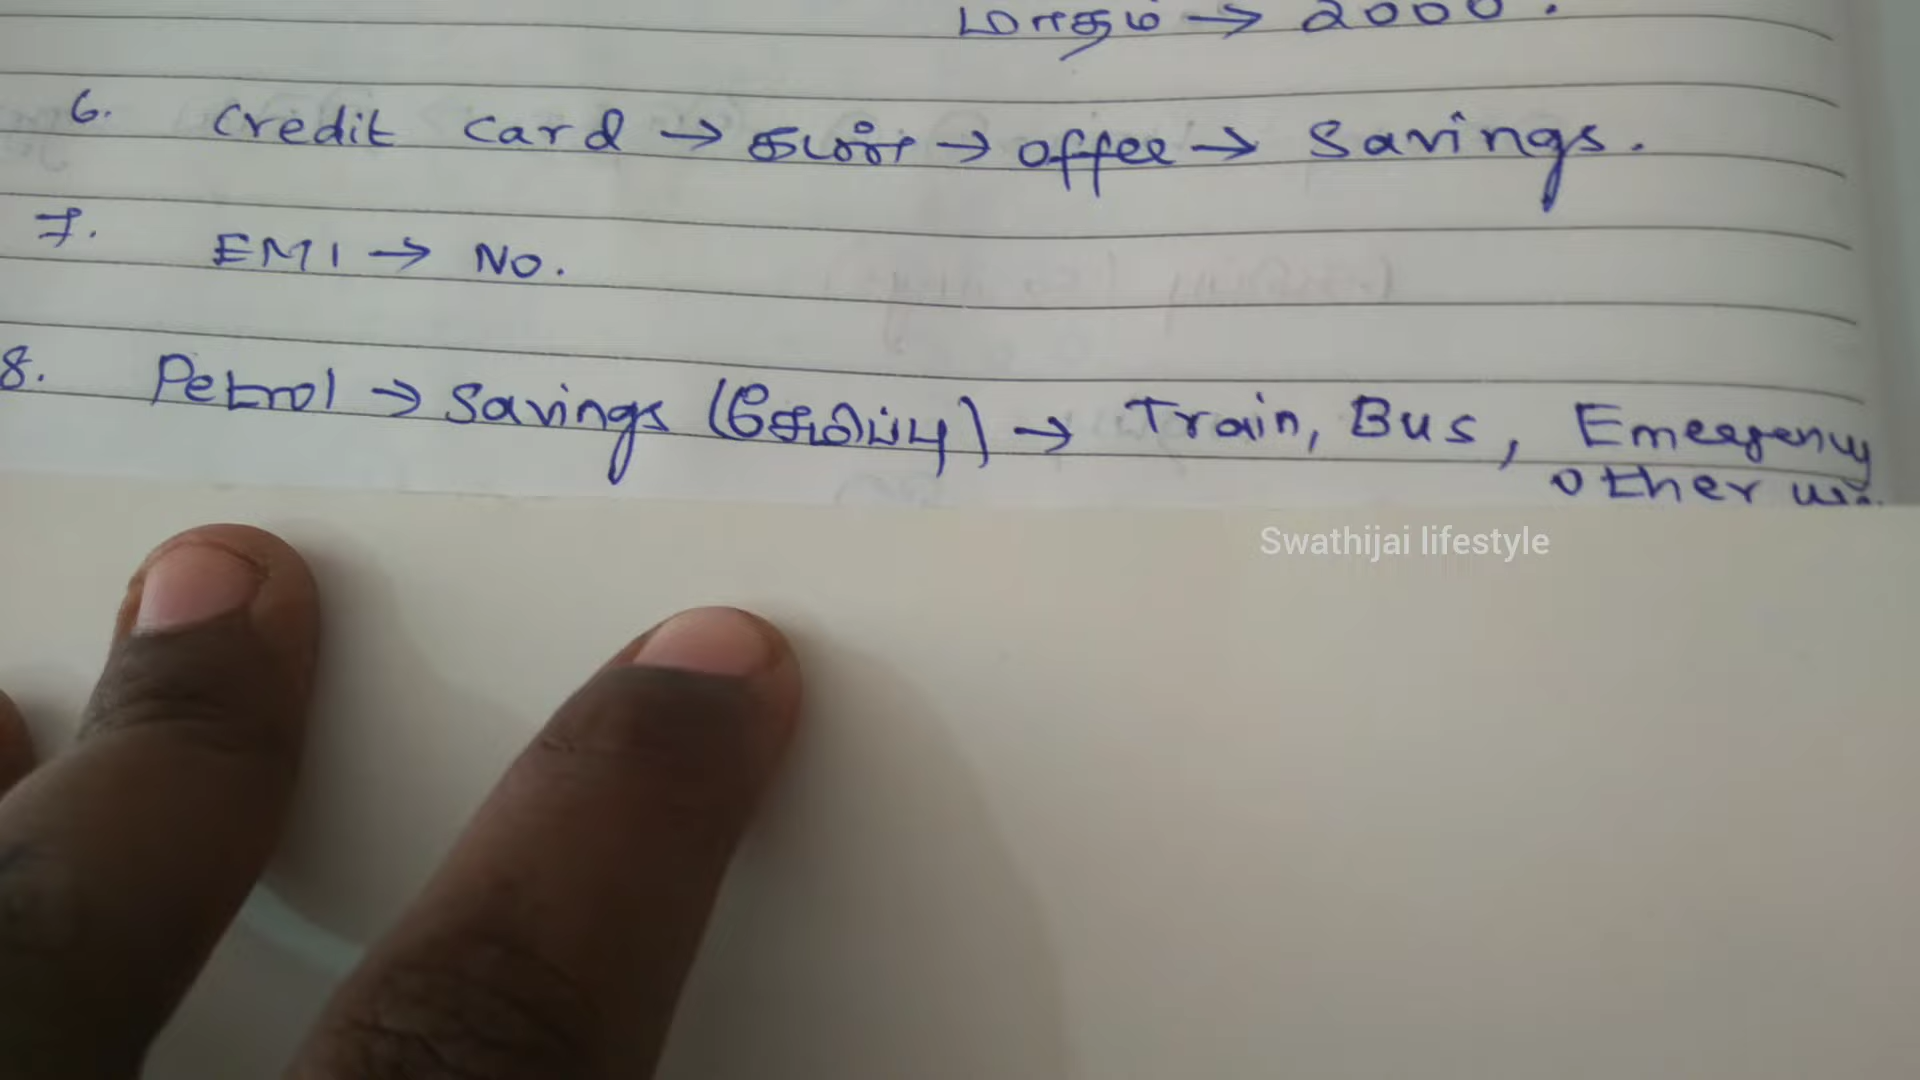 மாதம் → 2000.
6. Credit card → கடன் → offer → Savings.
7. EMI → No.
8. Petrol → Savings (சேமிப்பு) → Train, Bus, Emergency
other
Swathijai lifestyle